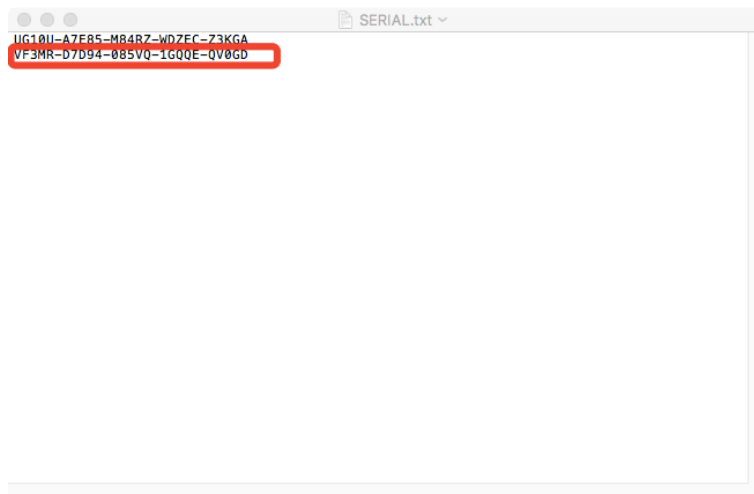 SERIAL.txt
UG10U-A7E85-M84RZ-WDZEC-Z3KGA
VF3MR-D7D94-085VQ-1GQQE-QV0GD